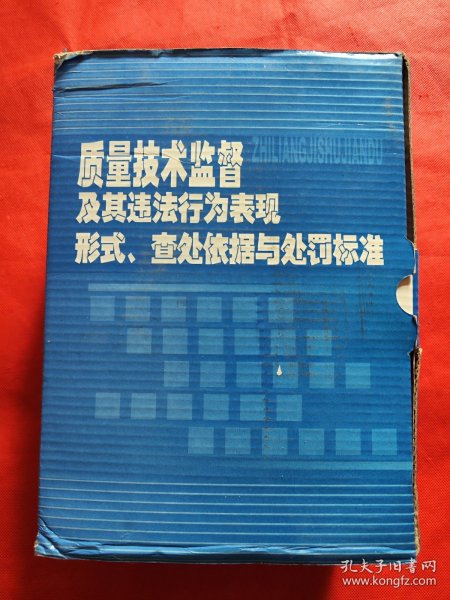 质量技术监督
ZHILIANGJISHUJIANDU
及其违法行为表现
形式、查处依据与处罚标准
孔夫子旧书网
www.kongfz.com